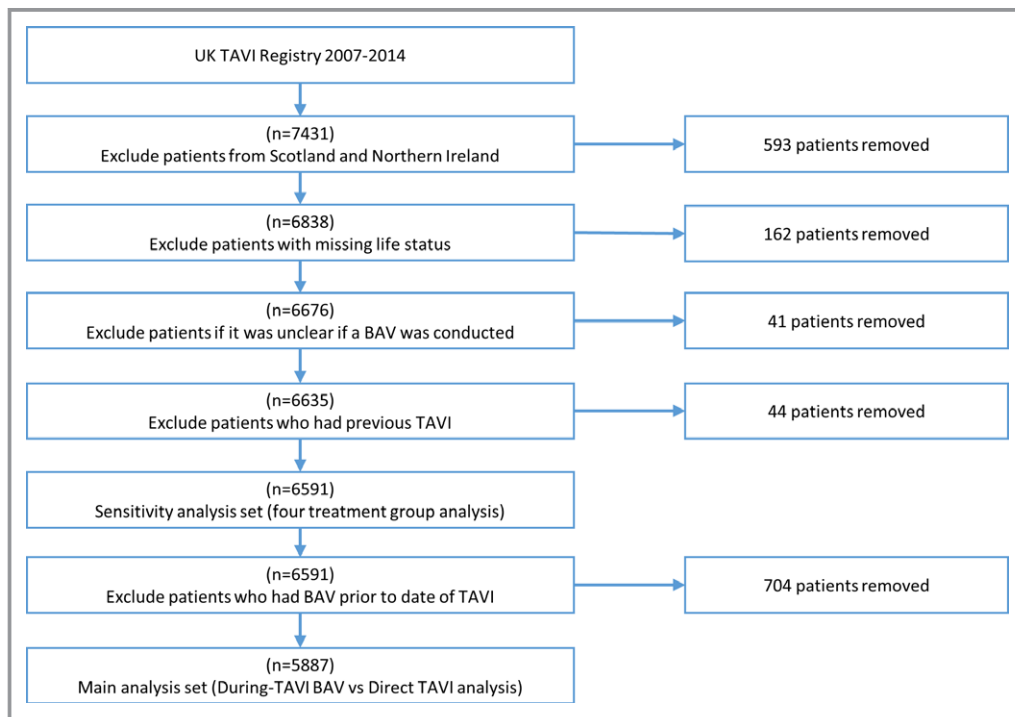 UK TAVI Registry 2007-2014
(n=7431)
Exclude patients from Scotland and Northern Ireland
593 patients removed
(n=6838)
Exclude patients with missing life status
162 patients removed
(n=6676)
Exclude patients if it was unclear if a BAV was conducted
41 patients removed
(n=6635)
Exclude patients who had previous TAVI
44 patients removed
(n=6591)
Sensitivity analysis set (four treatment group analysis)
(n=6591)
Exclude patients who had BAV prior to date of TAVI
704 patients removed
(n=5887)
Main analysis set (During-TAVI BAV vs Direct TAVI analysis)